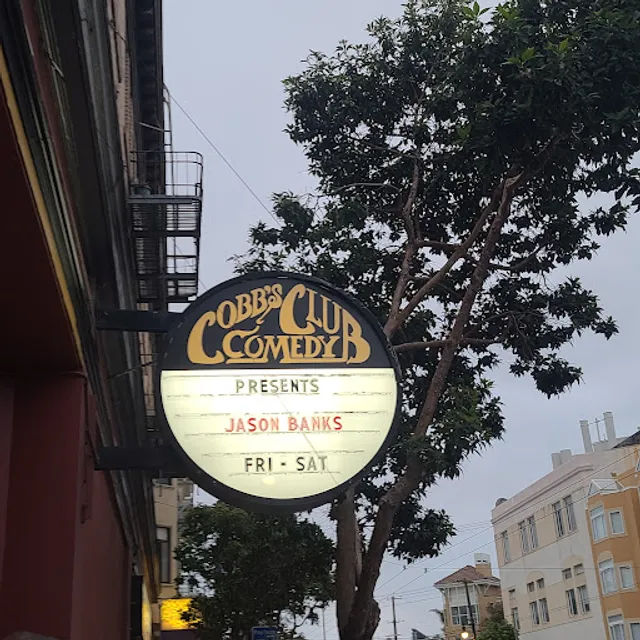 COBB'S CLUB
COMEDY
PRESENTS
JASON BANKS
FRI - SAT